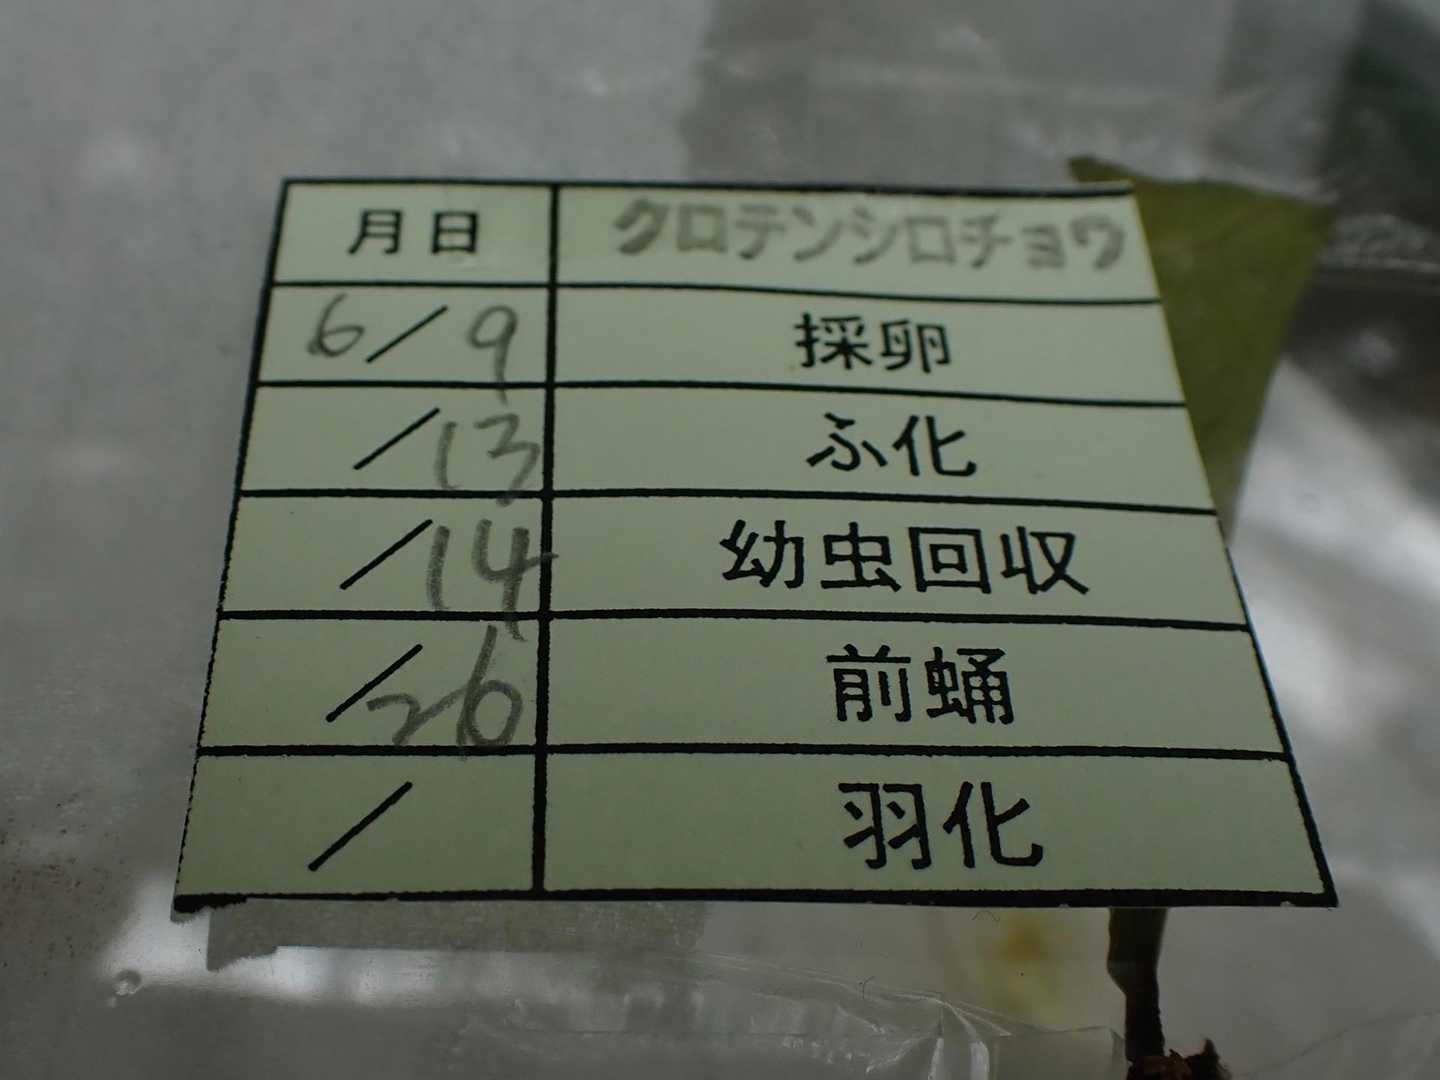 月日 クロテンシロチョウ
6/9 採卵
/13 ふ化
/14 幼虫回収
/26 前蛹
/ 羽化